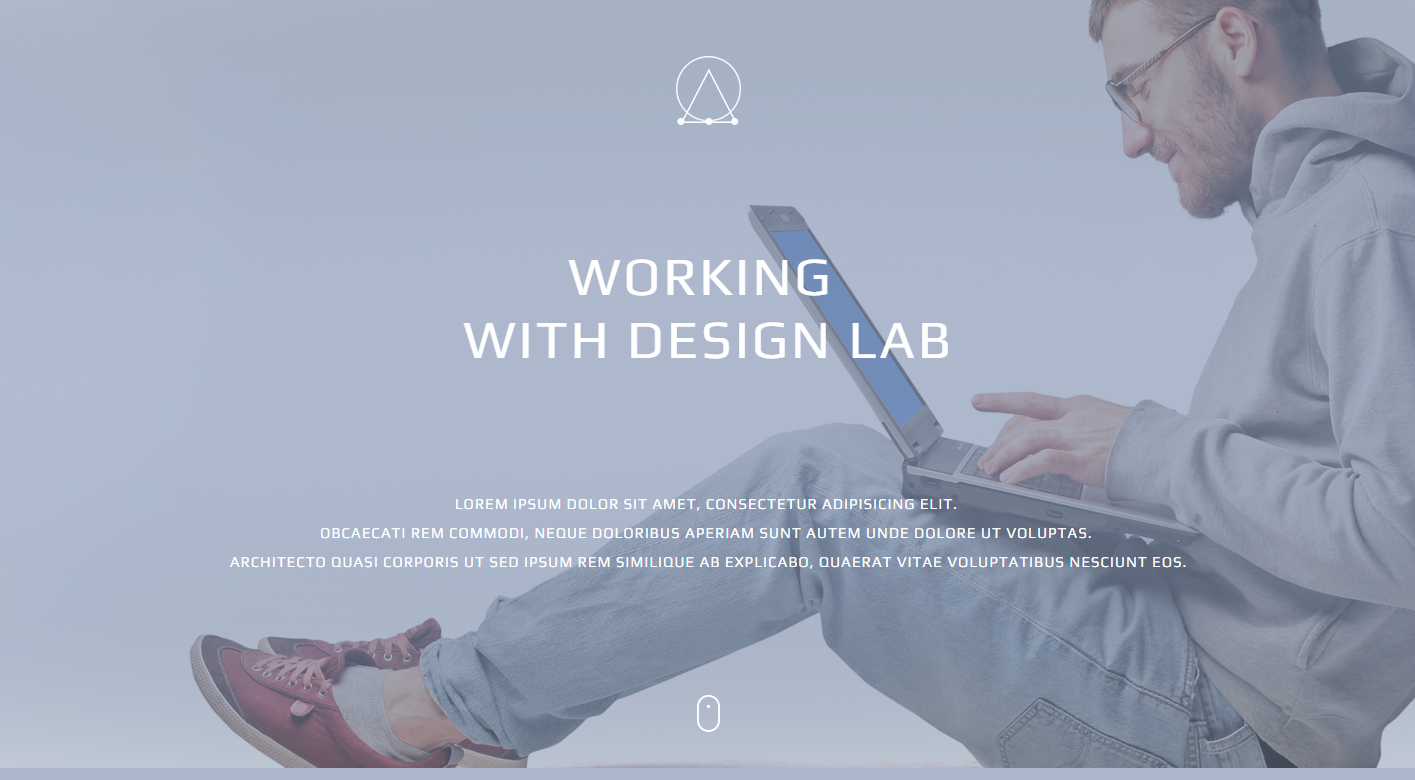 WORKING
WITH DESIGN LAB
LOREM IPSUM DOLOR SIT AMET, CONSECTETUR ADIPISICING ELIT.
OBCAECATI REM COMMODI, NEQUE DOLORIBUS APERIAM SUNT AUTEM UNDE DOLORE UT VOLUPTAS.
ARCHITECTO QUASI CORPORIS UT SED IPSUM REM SIMILIQUE AB EXPLICABO, QUAERAT VITAE VOLUPTATIBUS NESCIUNT EOS.